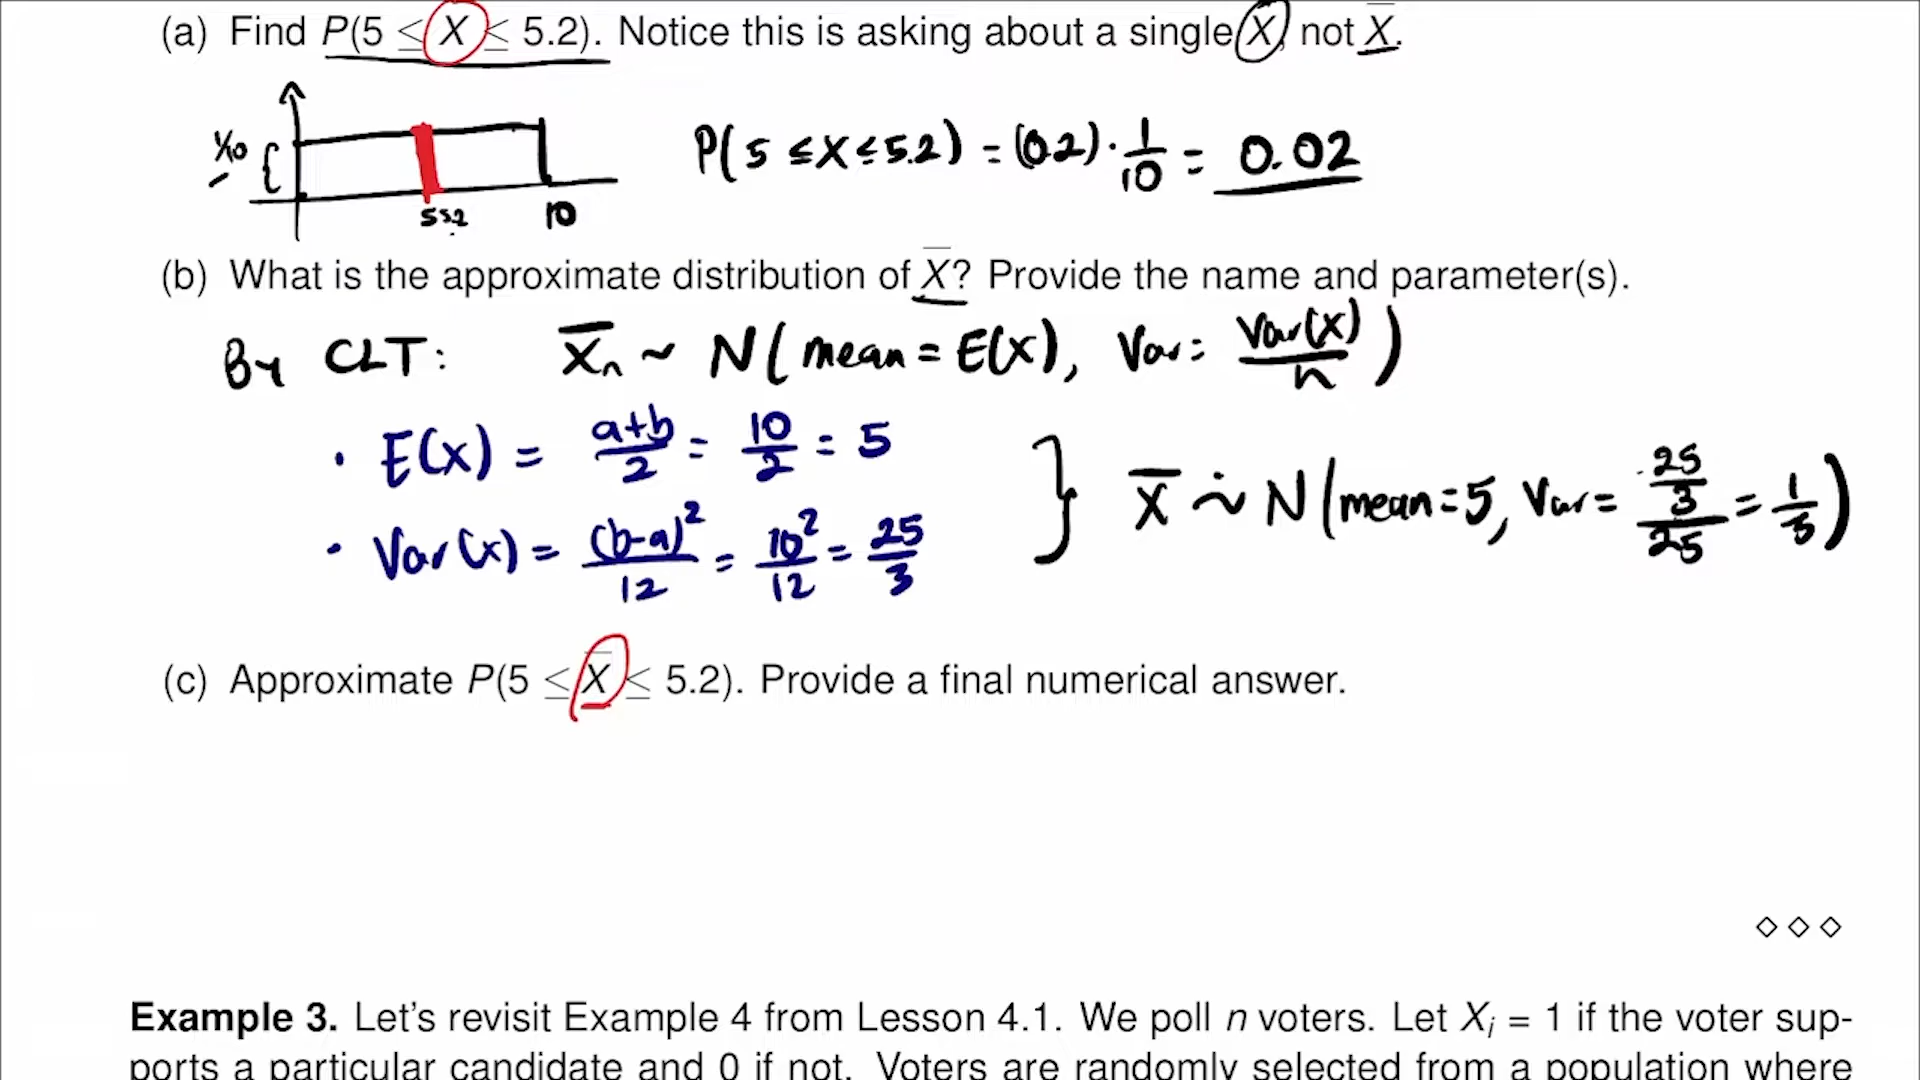 (a) Find P(5 ≤ X ≤ 5.2). Notice this is asking about a single X, not X̅.
1/10
P(5 ≤ X ≤ 5.2) = (0.2) · 1/10 = 0.02
5 5.2 10
(b) What is the approximate distribution of X̅? Provide the name and parameter(s).
By CLT: X̅ₙ ~ N(mean = E(X), Var = Var(X)/n)
· E(X) = (a+b)/2 = 10/2 = 5
· Var(X) = (b-a)²/12 = 10²/12 = 25/3
} X̅ ∻ N(mean = 5, Var = (25/3)/25 = 1/3)
(c) Approximate P(5 ≤ X̅ ≤ 5.2). Provide a final numerical answer.
◇ ◇ ◇
Example 3. Let's revisit Example 4 from Lesson 4.1. We poll n voters. Let Xᵢ = 1 if the voter sup-
ports a particular candidate and 0 if not. Voters are randomly selected from a population where